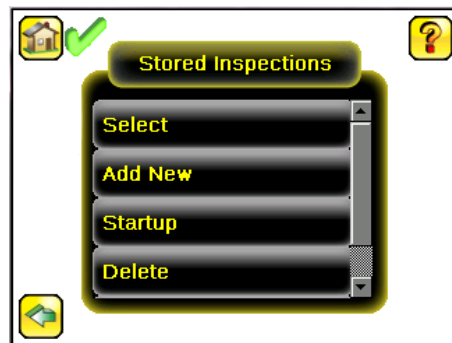 Stored Inspections
Select
Add New
Startup
Delete